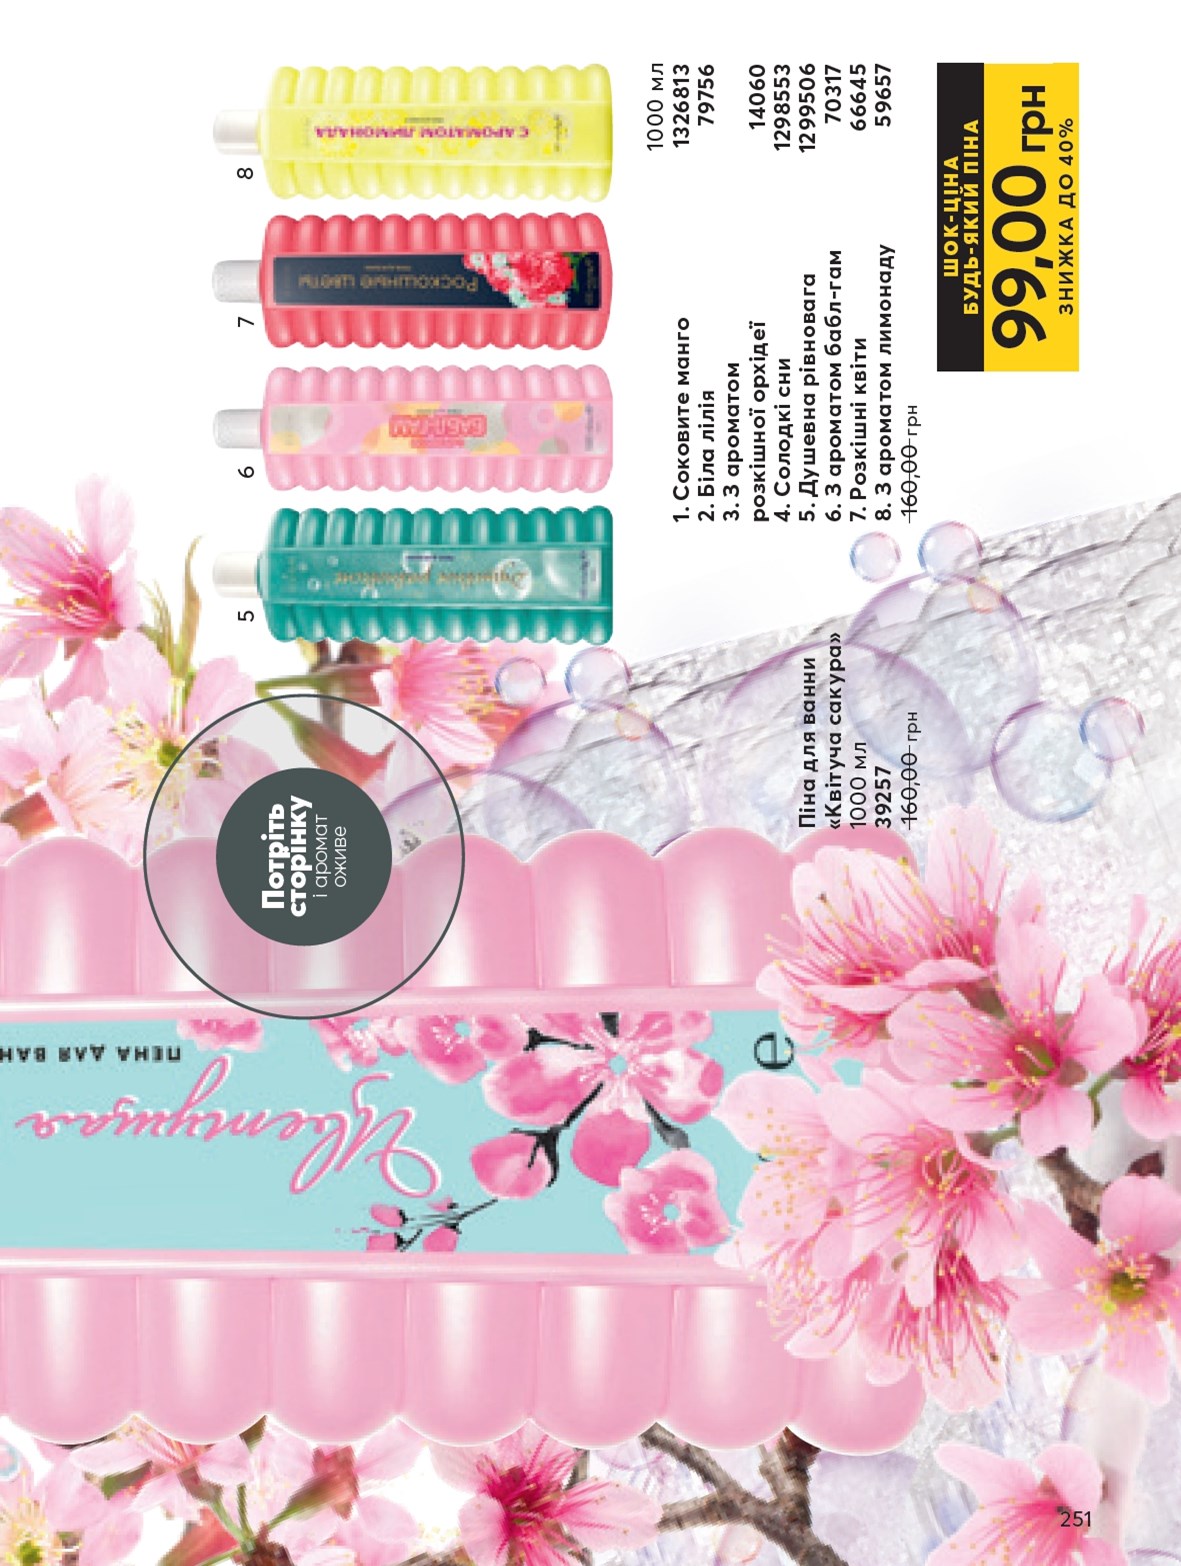 8
7
6
5
С АРОМАТОМ ЛИМОНАДА
РОСКОШНЫЕ ЦВЕТЫ
БАБЛ-ГАМ
Душевное равновесие
1000 мл
1. Соковите манго 1326813
2. Біла лілія 79756
3. З ароматом
розкішної орхідеї 14060
4. Солодкі сни 1298553
5. Душевна рівновага 1299506
6. З ароматом бабл-гам 70317
7. Розкішні квіти 66645
8. З ароматом лимонаду 59657
160,00 грн
ШОК-ЦІНА
БУДЬ-ЯКИЙ ПІНА
99,00 грн
ЗНИЖКА ДО 40%
Потріть
сторінку
і аромат
оживе
Піна для ванни
«Квітуча сакура»
1000 мл
39257
160,00 грн
ПЕНА ДЛЯ ВАН
Цветущая
e
251